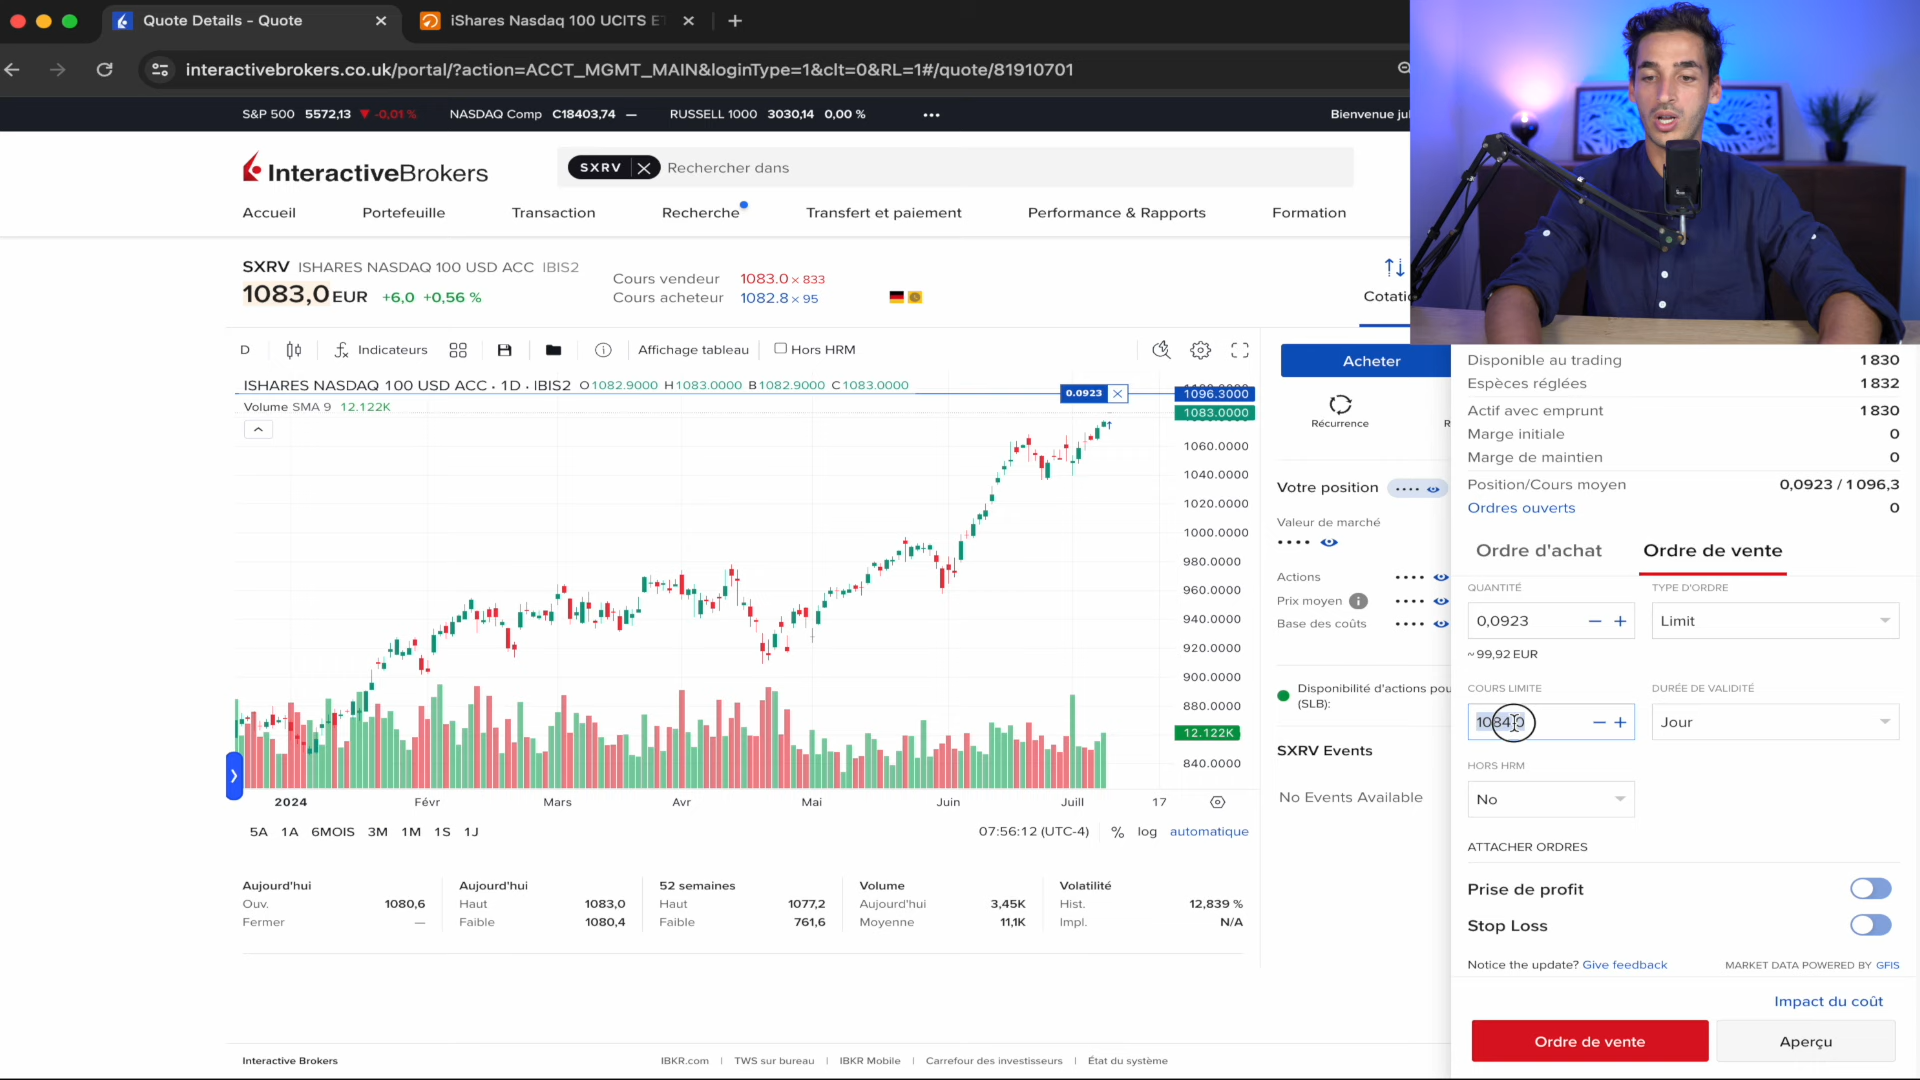 Quote Details - Quote
iShares Nasdaq 100 UCITS ET
interactivebrokers.co.uk/portal/?action=ACCT_MGMT_MAIN&loginType=1&clt=0&RL=1#/quote/81910701
S&P 500 5572,13 ▼ -0,01 % NASDAQ Comp C18403,74 — RUSSELL 1000 3030,14 0,00 % ••• Bienvenue jul
InteractiveBrokers
SXRV Rechercher dans
Accueil Portefeuille Transaction Recherche Transfert et paiement Performance & Rapports Formation
SXRV ISHARES NASDAQ 100 USD ACC IBIS2
1083,0 EUR +6,0 +0,56 %
Cours vendeur 1083.0 × 833
Cours acheteur 1082.8 × 95
Cotatio
D Indicateurs Affichage tableau Hors HRM
ISHARES NASDAQ 100 USD ACC · 1D · IBIS2 O1082.9000 H1083.0000 B1082.9000 C1083.0000
Volume SMA 9 12.122K
0.0923
1096.3000
1083.0000
1060.0000
1040.0000
1020.0000
1000.0000
980.0000
960.0000
940.0000
920.0000
900.0000
880.0000
12.122K
840.0000
2024 Févr Mars Avr Mai Juin Juill 17
5A 1A 6MOIS 3M 1M 1S 1J
07:56:12 (UTC-4) % log automatique
Aujourd'hui
Ouv. 1080,6
Fermer —
Aujourd'hui
Haut 1083,0
Faible 1080,4
52 semaines
Haut 1077,2
Faible 761,6
Volume
Aujourd'hui 3,45K
Moyenne 11,1K
Volatilité
Hist. 12,839 %
Impl. N/A
Acheter
Récurrence
Votre position ••••
Valeur de marché
••••
Actions ••••
Prix moyen ••••
Base des coûts ••••
Disponibilité d'actions pou
(SLB):
SXRV Events
No Events Available
Disponible au trading 1 830
Espèces réglées 1 832
Actif avec emprunt 1 830
Marge initiale 0
Marge de maintien 0
Position/Cours moyen 0,0923 / 1 096,3
Ordres ouverts 0
Ordre d'achat Ordre de vente
QUANTITÉ TYPE D'ORDRE
0,0923 − + Limit
~ 99,92 EUR
COURS LIMITE DURÉE DE VALIDITÉ
1084,0 − + Jour
HORS HRM
No
ATTACHER ORDRES
Prise de profit
Stop Loss
Notice the update? Give feedback MARKET DATA POWERED BY GFIS
Impact du coût
Ordre de vente Aperçu
Interactive Brokers IBKR.com | TWS sur bureau | IBKR Mobile | Carrefour des investisseurs | État du système